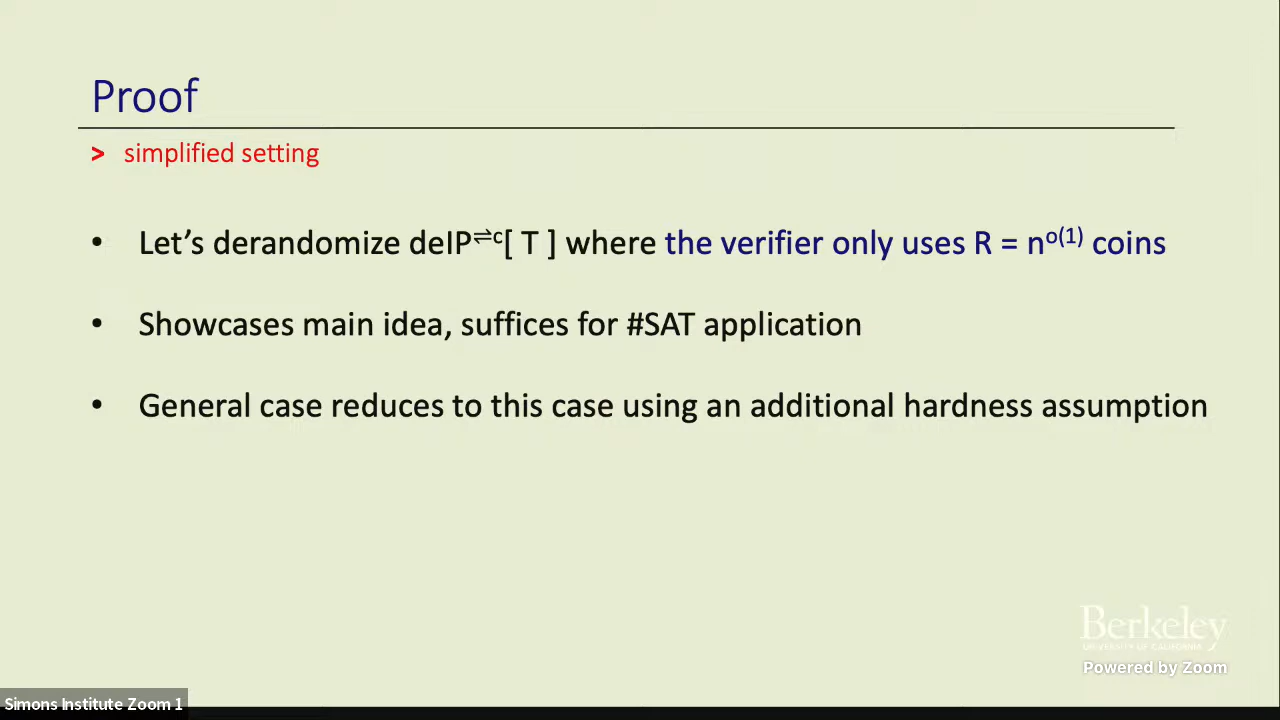 Proof
> simplified setting
• Let's derandomize deIP⇌c[ T ] where the verifier only uses R = n^o(1) coins
• Showcases main idea, suffices for #SAT application
• General case reduces to this case using an additional hardness assumption
Berkeley
UNIVERSITY OF CALIFORNIA
Powered by Zoom
Simons Institute Zoom 1